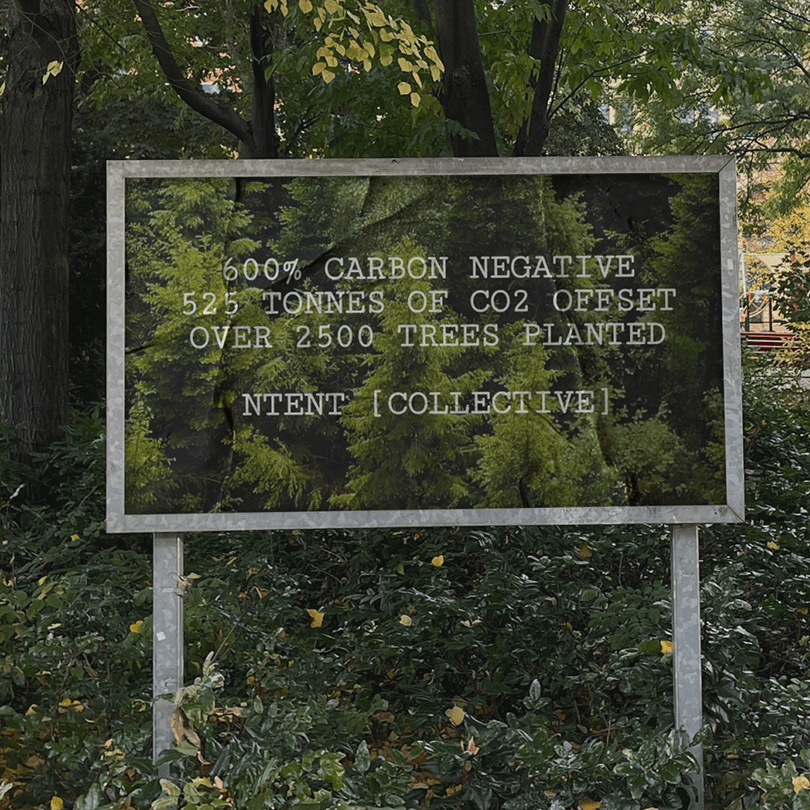 600% CARBON NEGATIVE
525 TONNES OF CO2 OFFSET
OVER 2500 TREES PLANTED
NTENT [COLLECTIVE]